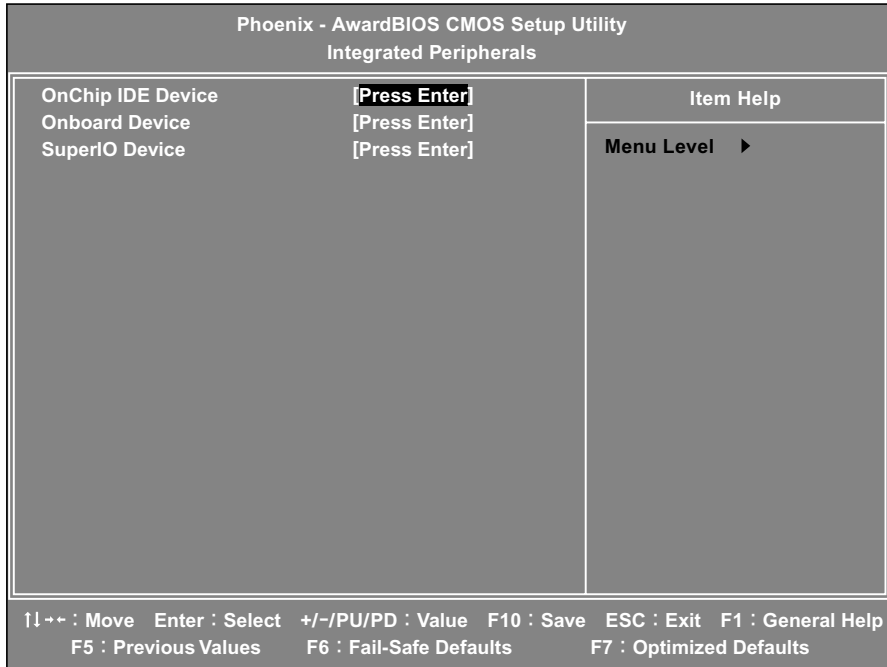 Phoenix - AwardBIOS CMOS Setup Utility
Integrated Peripherals
OnChip IDE Device [Press Enter]
Onboard Device [Press Enter]
SuperIO Device [Press Enter]
Item Help
Menu Level ▶
↑↓→←：Move Enter：Select +/-/PU/PD：Value F10：Save ESC：Exit F1：General Help
F5：Previous Values F6：Fail-Safe Defaults F7：Optimized Defaults